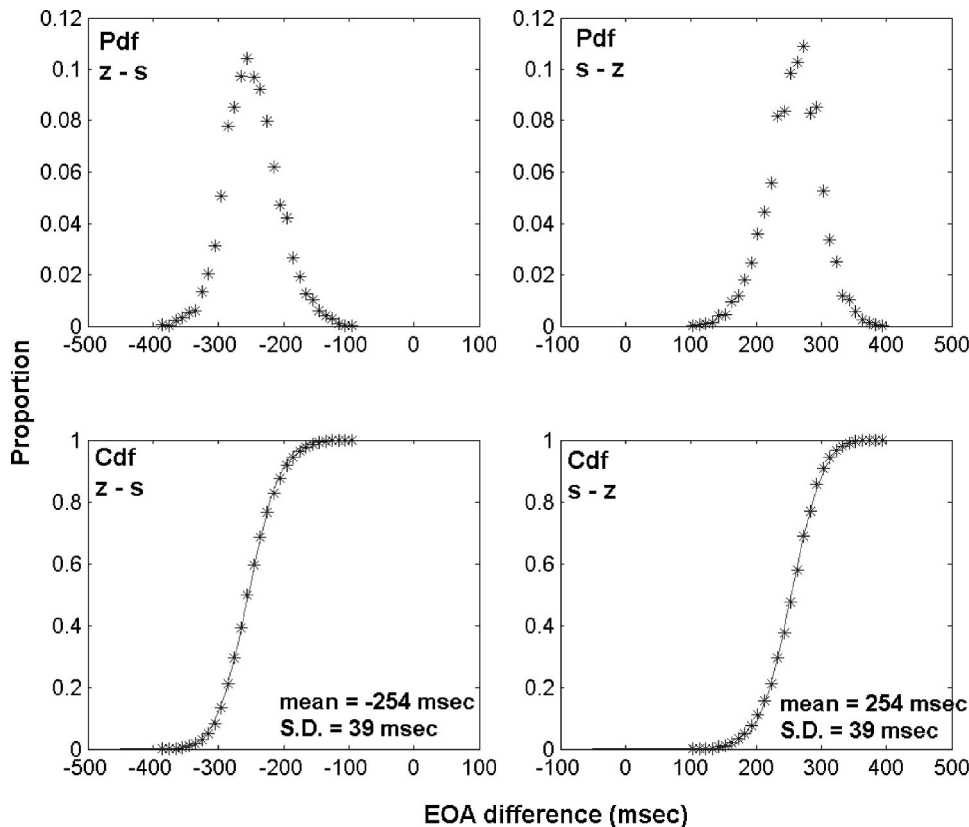 0.12
0.1
0.08
0.06
0.04
0.02
0
Pdf
z - s
-500 -400 -300 -200 -100 0 100
0.12
0.1
0.08
0.06
0.04
0.02
0
Pdf
s - z
-100 0 100 200 300 400 500
Proportion
1
0.8
0.6
0.4
0.2
0
Cdf
z - s
mean = -254 msec
S.D. = 39 msec
-500 -400 -300 -200 -100 0 100
1
0.8
0.6
0.4
0.2
0
Cdf
s - z
mean = 254 msec
S.D. = 39 msec
-100 0 100 200 300 400 500
EOA difference (msec)